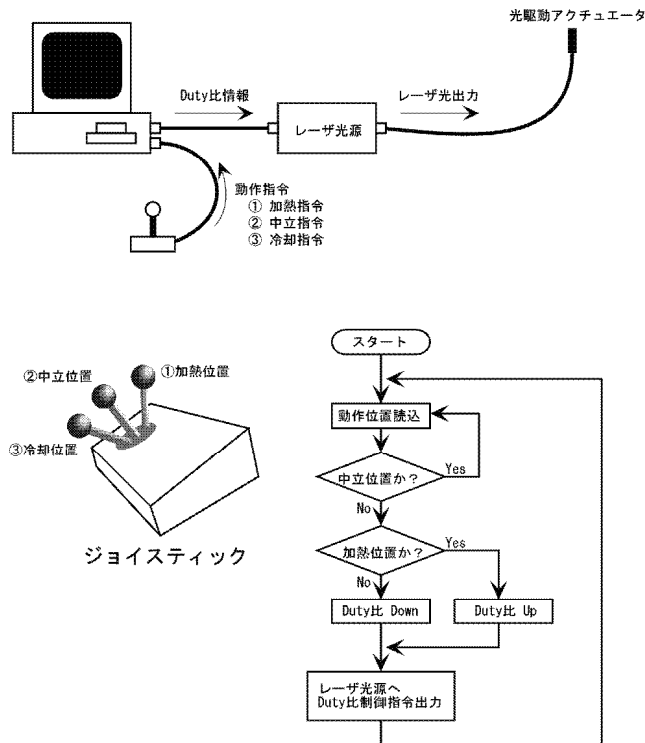 光駆動アクチュエータ
Duty比情報
レーザ光出力
レーザ光源
動作指令
① 加熱指令
② 中立指令
③ 冷却指令
①加熱位置
②中立位置
③冷却位置
ジョイスティック
スタート
動作位置読込
中立位置か？
Yes
No
加熱位置か？
Yes
No
Duty比 Down
Duty比 Up
レーザ光源へ
Duty比制御指令出力